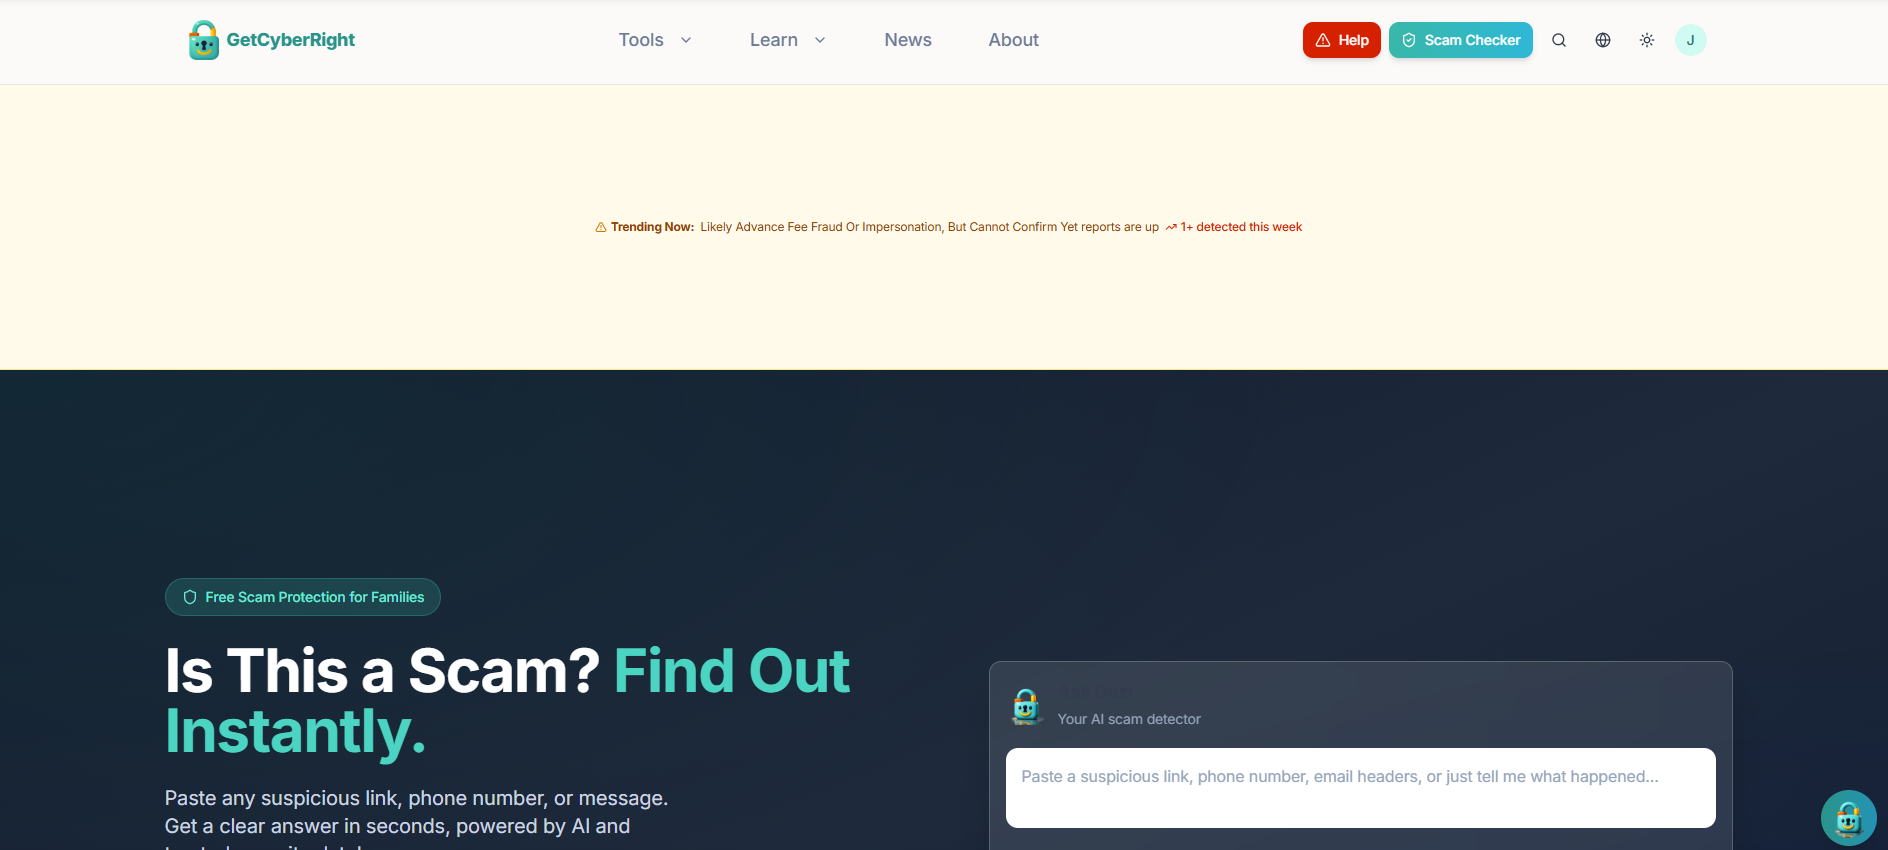 GetCyberRight
Tools
Learn
News
About
Help
Scam Checker
J
Trending Now: Likely Advance Fee Fraud Or Impersonation, But Cannot Confirm Yet reports are up 1+ detected this week
Free Scam Protection for Families
Is This a Scam? Find Out
Instantly.
Paste any suspicious link, phone number, or message.
Get a clear answer in seconds, powered by AI and
Your AI scam detector
Paste a suspicious link, phone number, email headers, or just tell me what happened...